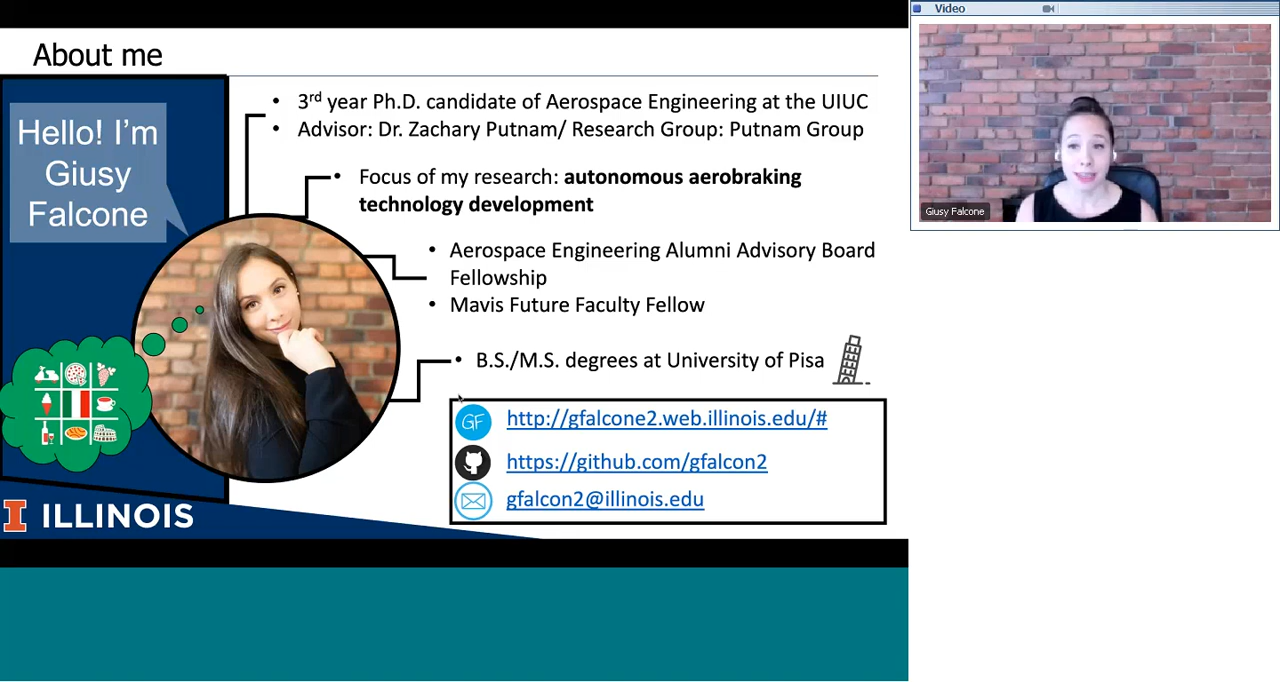 About me
Hello! I’m
Giusy
Falcone
• 3rd year Ph.D. candidate of Aerospace Engineering at the UIUC
• Advisor: Dr. Zachary Putnam/ Research Group: Putnam Group
• Focus of my research: autonomous aerobraking
technology development
• Aerospace Engineering Alumni Advisory Board
Fellowship
• Mavis Future Faculty Fellow
• B.S./M.S. degrees at University of Pisa
GF
http://gfalcone2.web.illinois.edu/#
https://github.com/gfalcon2
gfalcon2@illinois.edu
I ILLINOIS
Video
Giusy Falcone